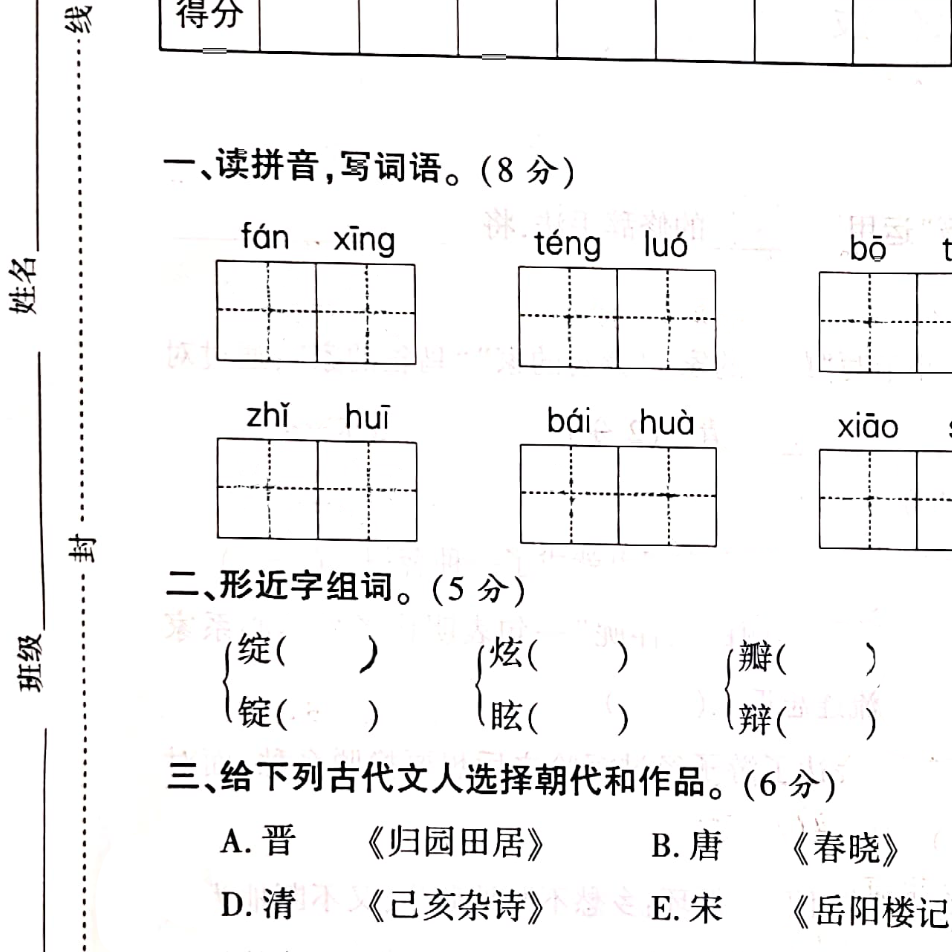 得分
线
一、读拼音,写词语。(8分)
fán xīng téng luó bō
zhǐ huī bái huà xiāo
姓名
封
二、形近字组词。(5分)
绽( ) 炫( ) 瓣( )
锭( ) 眩( ) 辩( )
班级
三、给下列古代文人选择朝代和作品。(6分)
A.晋 《归园田居》 B.唐 《春晓》
D.清 《己亥杂诗》 E.宋 《岳阳楼记